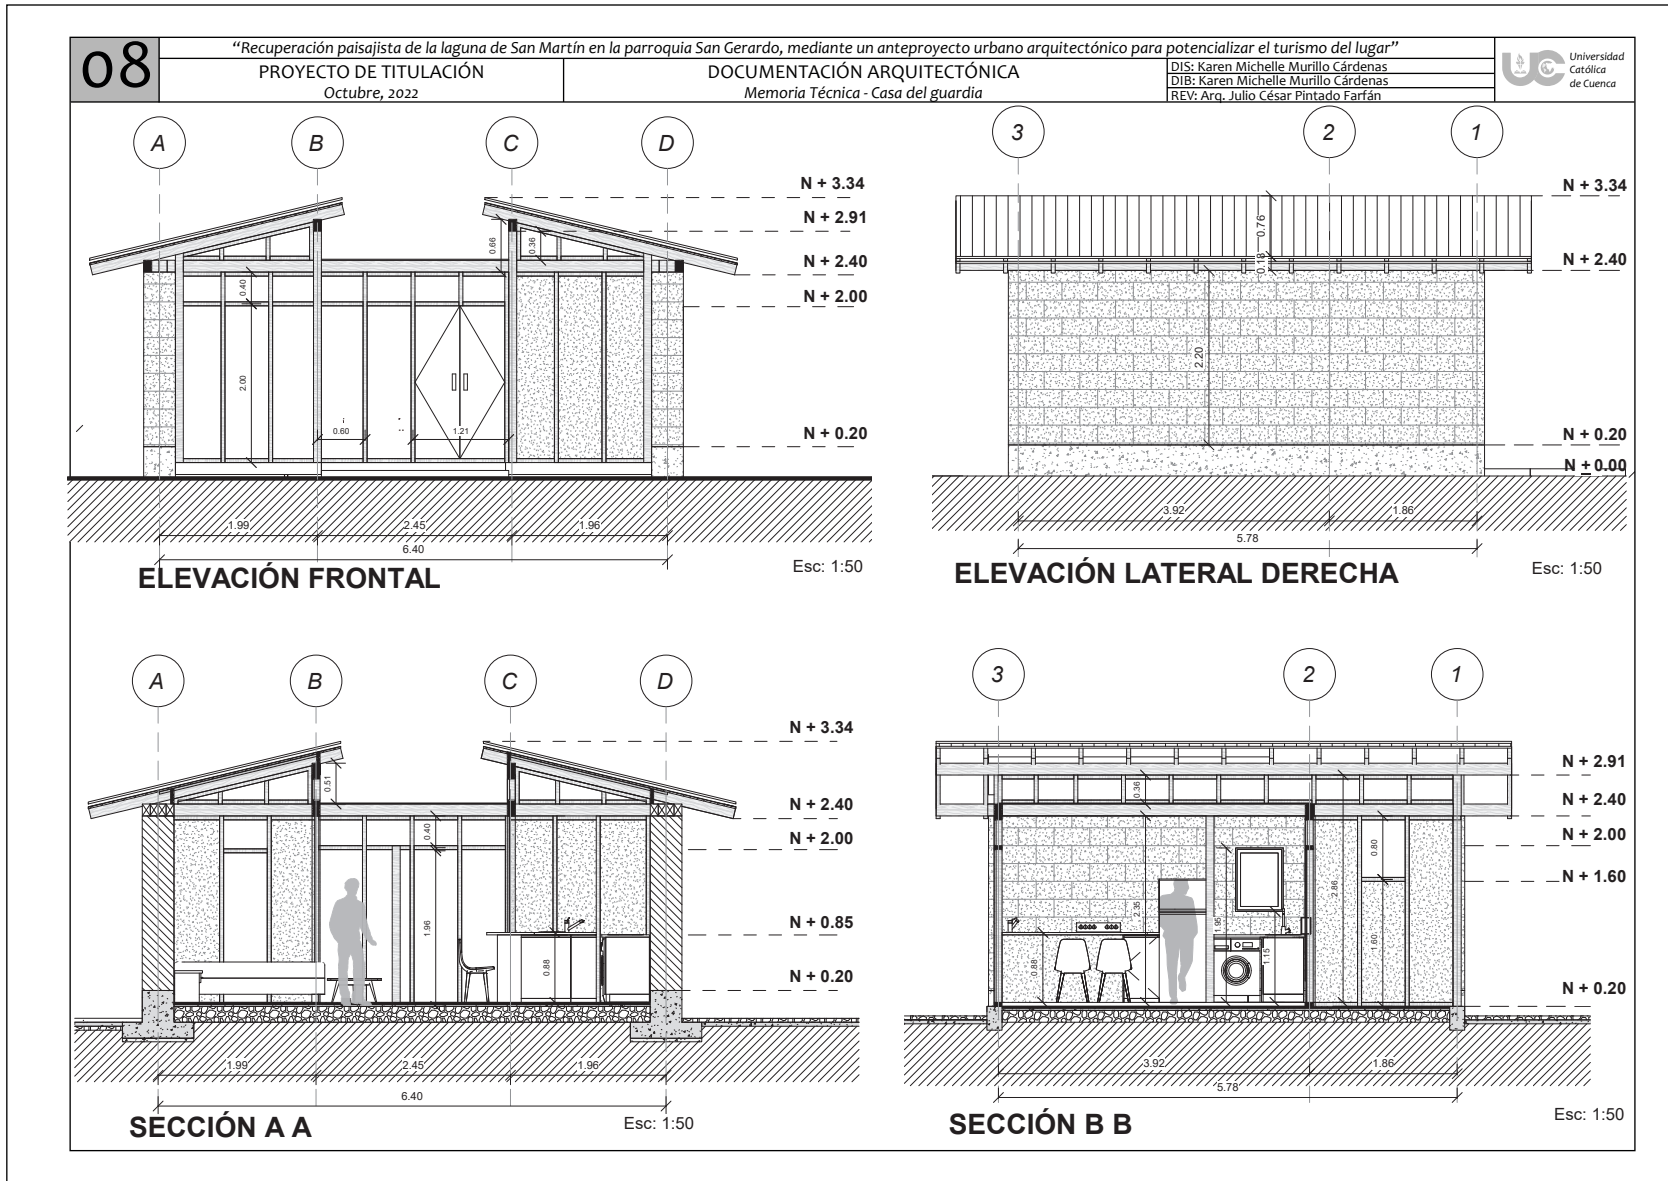 08
“Recuperación paisajista de la laguna de San Martín en la parroquia San Gerardo, mediante un anteproyecto urbano arquitectónico para potencializar el turismo del lugar”
PROYECTO DE TITULACIÓN
Octubre, 2022
DOCUMENTACIÓN ARQUITECTÓNICA
Memoria Técnica - Casa del guardia
DIS: Karen Michelle Murillo Cárdenas
DIB: Karen Michelle Murillo Cárdenas
REV: Arq. Julio César Pintado Farfán
UC
Universidad
Católica
de Cuenca
A B C D
N + 3.34
N + 2.91
0.66 0.36
N + 2.40
0.40
N + 2.00
2.00
0.60 1.21
N + 0.20
1.99 2.45 1.96
6.40
ELEVACIÓN FRONTAL
Esc: 1:50
3 2 1
N + 3.34
0.76
N + 2.40
0.18
2.20
N + 0.20
N + 0.00
3.92 1.86
5.78
ELEVACIÓN LATERAL DERECHA
Esc: 1:50
A B C D
N + 3.34
0.51
N + 2.40
0.40
N + 2.00
1.96
N + 0.85
0.88
N + 0.20
1.99 2.45 1.96
6.40
SECCIÓN A A
Esc: 1:50
3 2 1
N + 2.91
0.36
N + 2.40
N + 2.00
0.80
N + 1.60
2.86
2.35
1.95
1.60
1.15
0.88
N + 0.20
3.92 1.86
5.78
SECCIÓN B B
Esc: 1:50